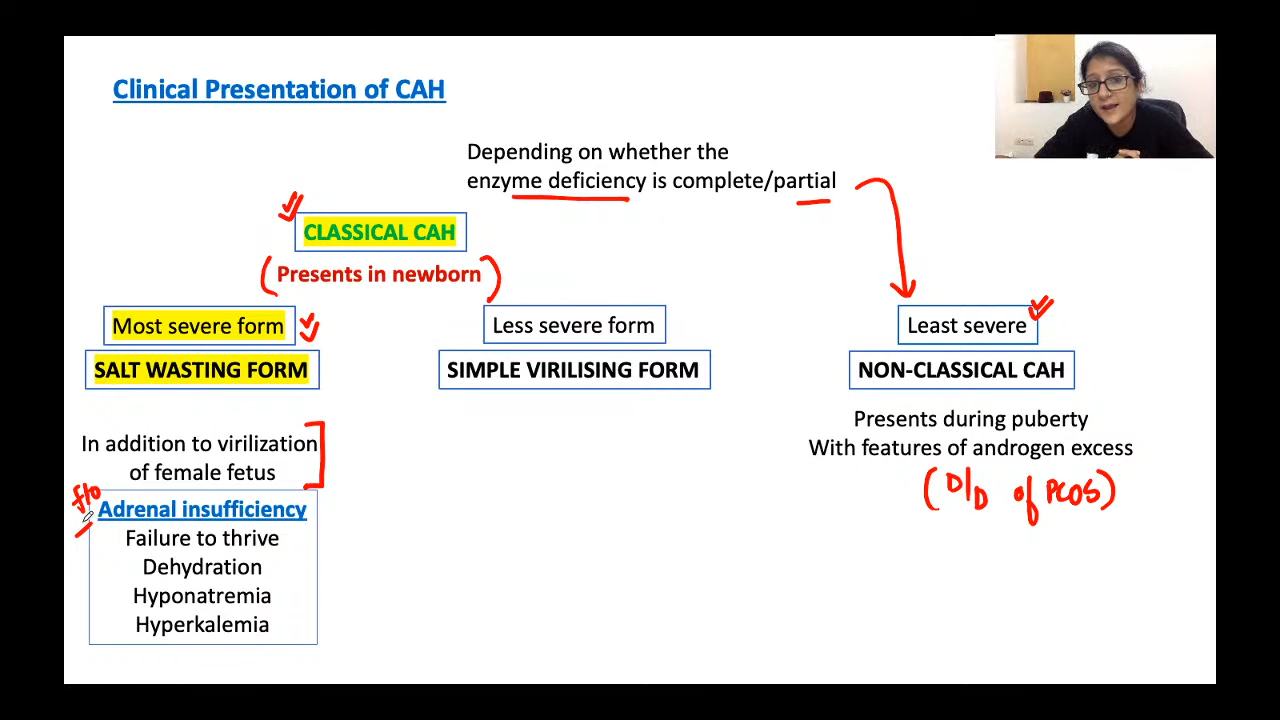 Clinical Presentation of CAH
Depending on whether the
enzyme deficiency is complete/partial
CLASSICAL CAH
(Presents in newborn)
Most severe form
SALT WASTING FORM
Less severe form
SIMPLE VIRILISING FORM
Least severe
NON-CLASSICAL CAH
In addition to virilization
of female fetus
f/o
Adrenal insufficiency
Failure to thrive
Dehydration
Hyponatremia
Hyperkalemia
Presents during puberty
With features of androgen excess
(D/D of PCOS)